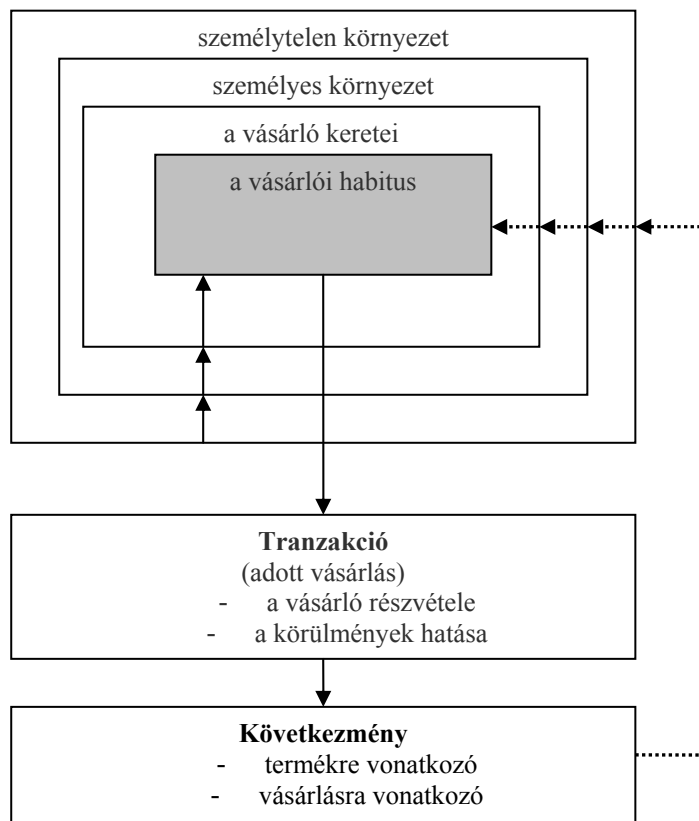 személytelen környezet
személyes környezet
a vásárló keretei
a vásárlói habitus
Tranzakció
(adott vásárlás)
- a vásárló részvétele
- a körülmények hatása
Következmény
- termékre vonatkozó
- vásárlásra vonatkozó